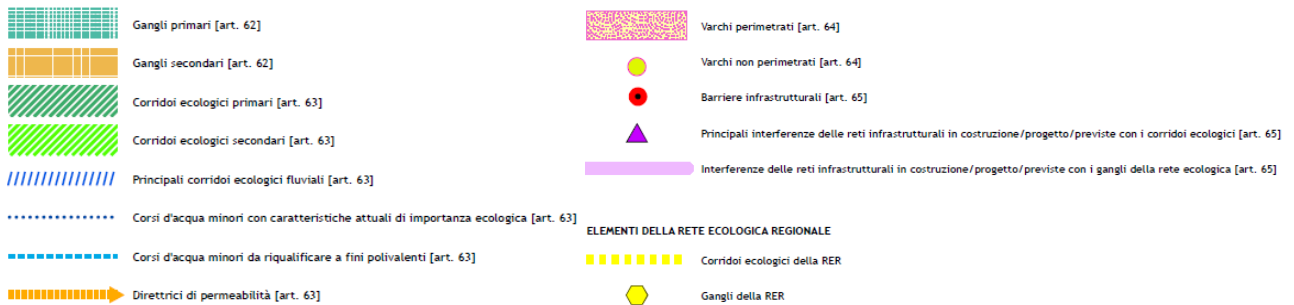 Gangli primari [art. 62]
Gangli secondari [art. 62]
Corridoi ecologici primari [art. 63]
Corridoi ecologici secondari [art. 63]
Principali corridoi ecologici fluviali [art. 63]
Corsi d'acqua minori con caratteristiche attuali di importanza ecologica [art. 63]
Corsi d'acqua minori da riqualificare a fini polivalenti [art. 63]
Direttrici di permeabilità [art. 63]
Varchi perimetrati [art. 64]
Varchi non perimetrati [art. 64]
Barriere infrastrutturali [art. 65]
Principali interferenze delle reti infrastrutturali in costruzione/progetto/previste con i corridoi ecologici [art. 65]
Interferenze delle reti infrastrutturali in costruzione/progetto/previste con i gangli della rete ecologica [art. 65]
ELEMENTI DELLA RETE ECOLOGICA REGIONALE
Corridoi ecologici della RER
Gangli della RER